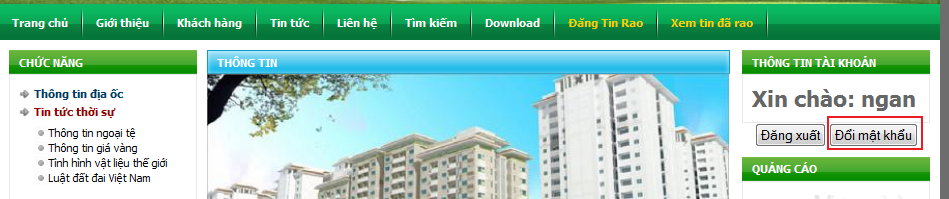 Trang chủ Giới thiệu Khách hàng Tin tức Liên hệ Tìm kiếm Download Đăng Tin Rao Xem tin đã rao
CHỨC NĂNG
Thông tin địa ốc
Tin tức thời sự
Thông tin ngoại tệ
Thông tin giá vàng
Tình hình vật liệu thế giới
Luật đất đai Việt Nam
THÔNG TIN
THÔNG TIN TÀI KHOẢN
Xin chào: ngan
Đăng xuất Đổi mật khẩu
QUẢNG CÁO